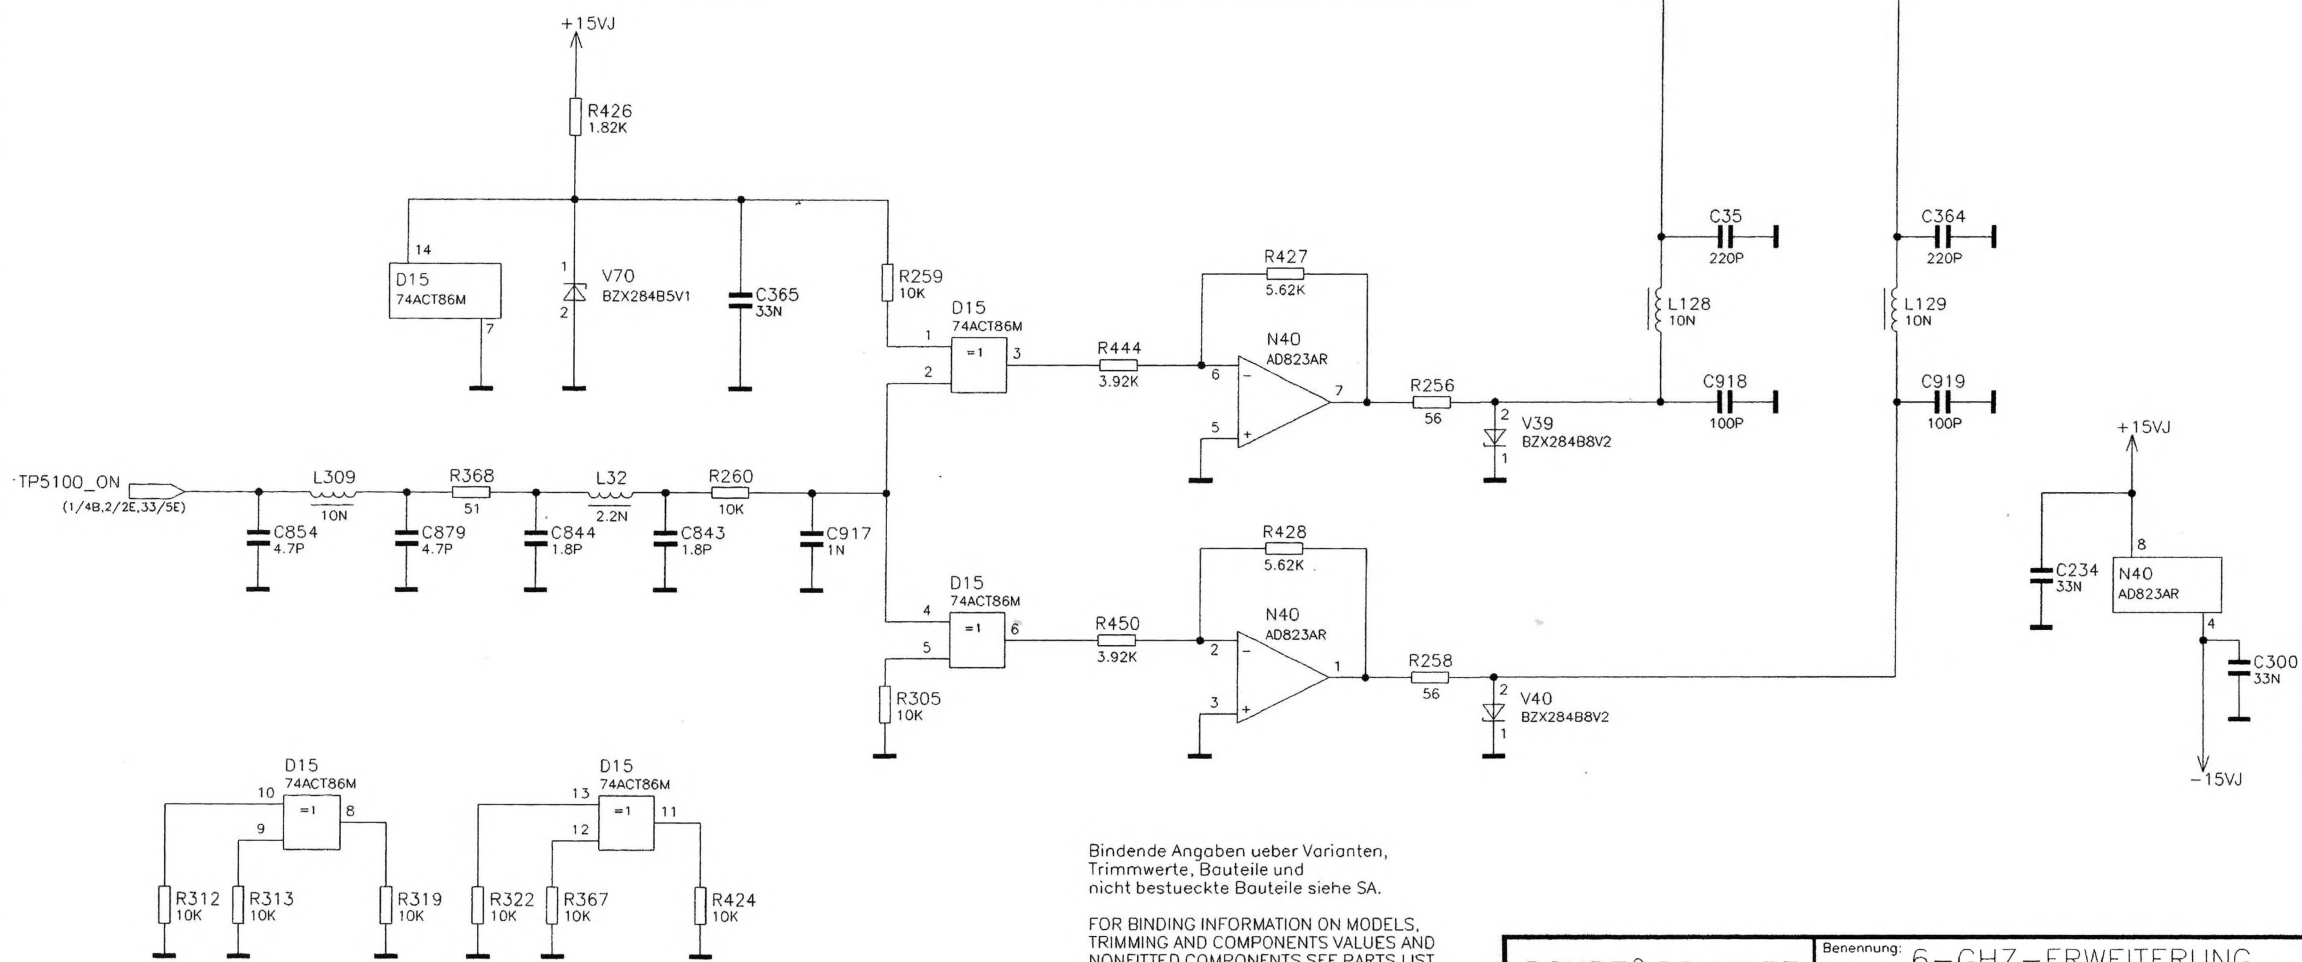 +15VJ
R426
1.82K
14
D15
74ACT86M
7
1
V70
BZX284B5V1
2
C365
33N
R259
10K
D15
74ACT86M
1
=1
3
2
R444
3.92K
R427
5.62K
N40
AD823AR
6
−
7
5
+
R256
56
2
V39
BZX284B8V2
1
C35
220P
L128
10N
C918
100P
C364
220P
L129
10N
C919
100P
TP5100_ON
(1/4B,2/2E,33/5E)
L309
10N
R368
51
L32
2.2N
R260
10K
C854
4.7P
C879
4.7P
C844
1.8P
C843
1.8P
C917
1N
D15
74ACT86M
4
=1
6
5
R305
10K
R450
3.92K
R428
5.62K
N40
AD823AR
2
−
1
3
+
R258
56
2
V40
BZX284B8V2
1
+15VJ
8
C234
33N
N40
AD823AR
4
C300
33N
−15VJ
D15
74ACT86M
10
=1
8
9
R312
10K
R313
10K
R319
10K
D15
74ACT86M
13
=1
11
12
R322
10K
R367
10K
R424
10K
Bindende Angaben ueber Varianten,
Trimmwerte, Bauteile und
nicht bestueckte Bauteile siehe SA.
FOR BINDING INFORMATION ON MODELS,
TRIMMING AND COMPONENTS VALUES AND
NONFITTED COMPONENTS SEE PARTS LIST
Benennung: 6-GHZ-ERWEITERUNG